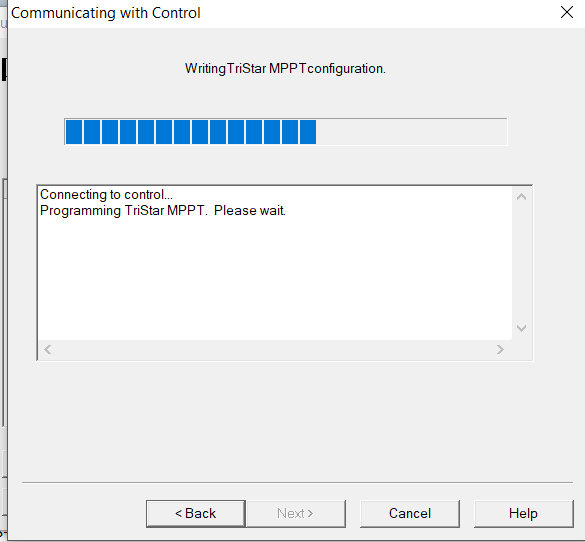 Communicating with Control
WritingTriStar MPPTconfiguration.
Connecting to control...
Programming TriStar MPPT.  Please wait.
< Back
Next >
Cancel
Help